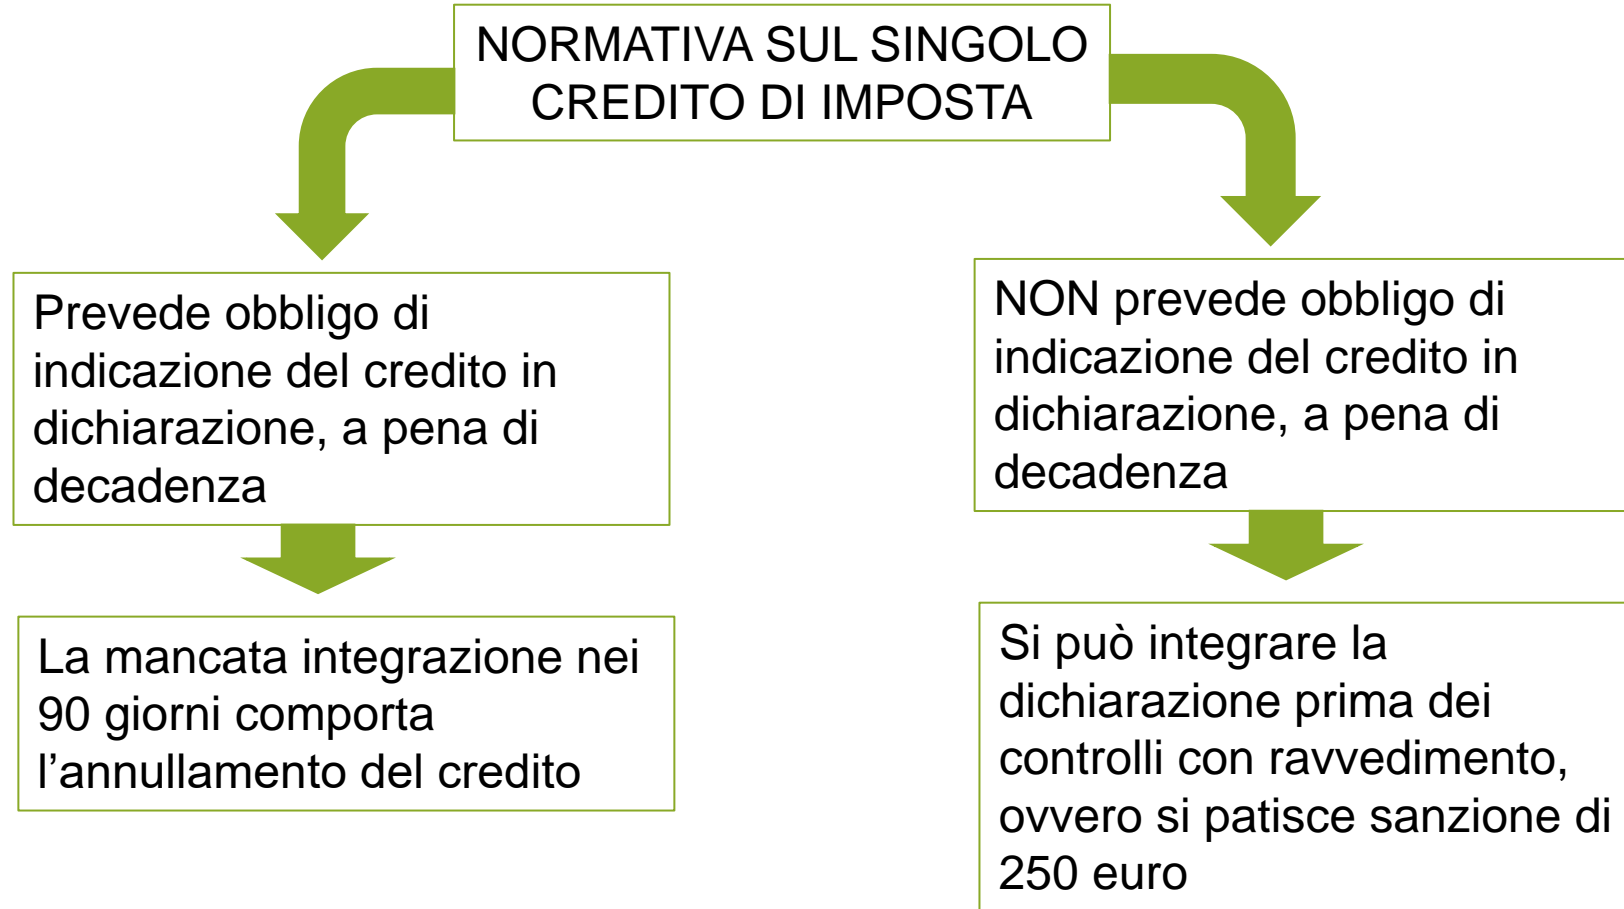 NORMATIVA SUL SINGOLO
CREDITO DI IMPOSTA
Prevede obbligo di
indicazione del credito in
dichiarazione, a pena di
decadenza
La mancata integrazione nei
90 giorni comporta
l’annullamento del credito
NON prevede obbligo di
indicazione del credito in
dichiarazione, a pena di
decadenza
Si può integrare la
dichiarazione prima dei
controlli con ravvedimento,
ovvero si patisce sanzione di
250 euro